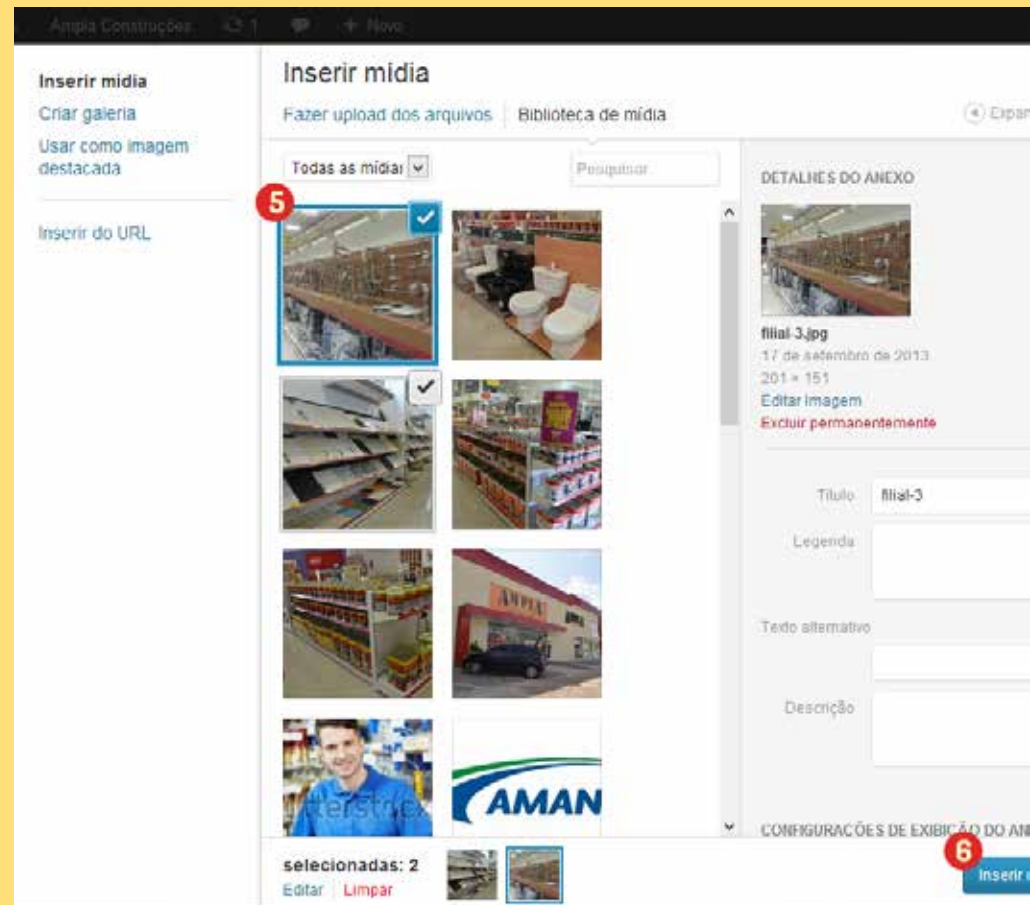 Ampla Construções 1 + Novo
Inserir mídia
Criar galeria
Usar como imagem
destacada
Inserir do URL
Inserir mídia
Fazer upload dos arquivos Biblioteca de mídia
Todas as mídias
Pesquisar
5
AMPLA
AMAN
selecionadas: 2
Editar Limpar
DETALHES DO ANEXO
filial-3.jpg
17 de setembro de 2013
201 × 151
Editar Imagem
Excluir permanentemente
Título filial-3
Legenda
Texto alternativo
Descrição
CONFIGURAÇÕES DE EXIBIÇÃO DO
6
Inserir